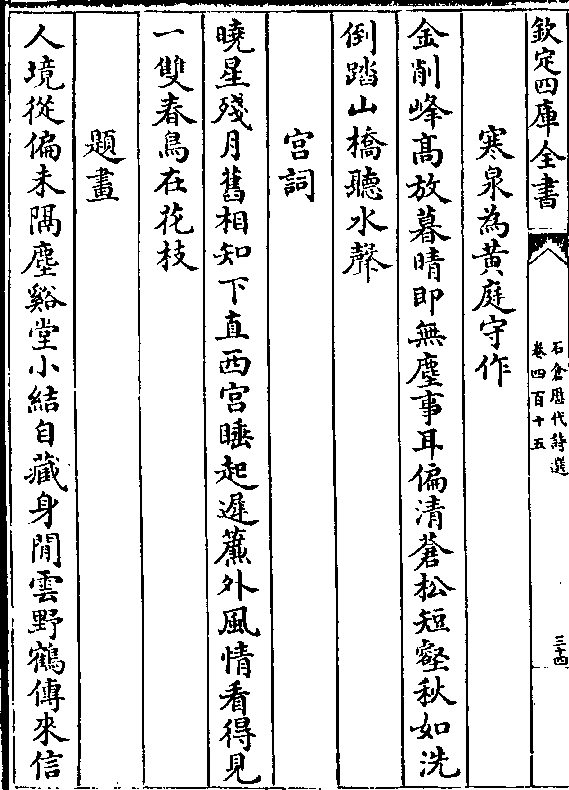 欽定四庫全書
石倉歴代詩選
卷四百十五
三十四
寒泉為黄庭守作
金削峰髙放暮晴即無塵事耳偏清蒼松短壑秋如洗
倒踏山橋聽水聲
宫詞
曉星殘月舊相知下直西宫睡起遲簾外風情看得見
一雙春鳥在花枝
題畫
人境從偏未隔塵谿堂小結自藏身閒雲野鶴傳來信